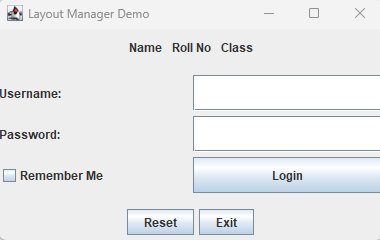 Layout Manager Demo
Name Roll No Class
Username:
Password:
Remember Me Login
Reset Exit